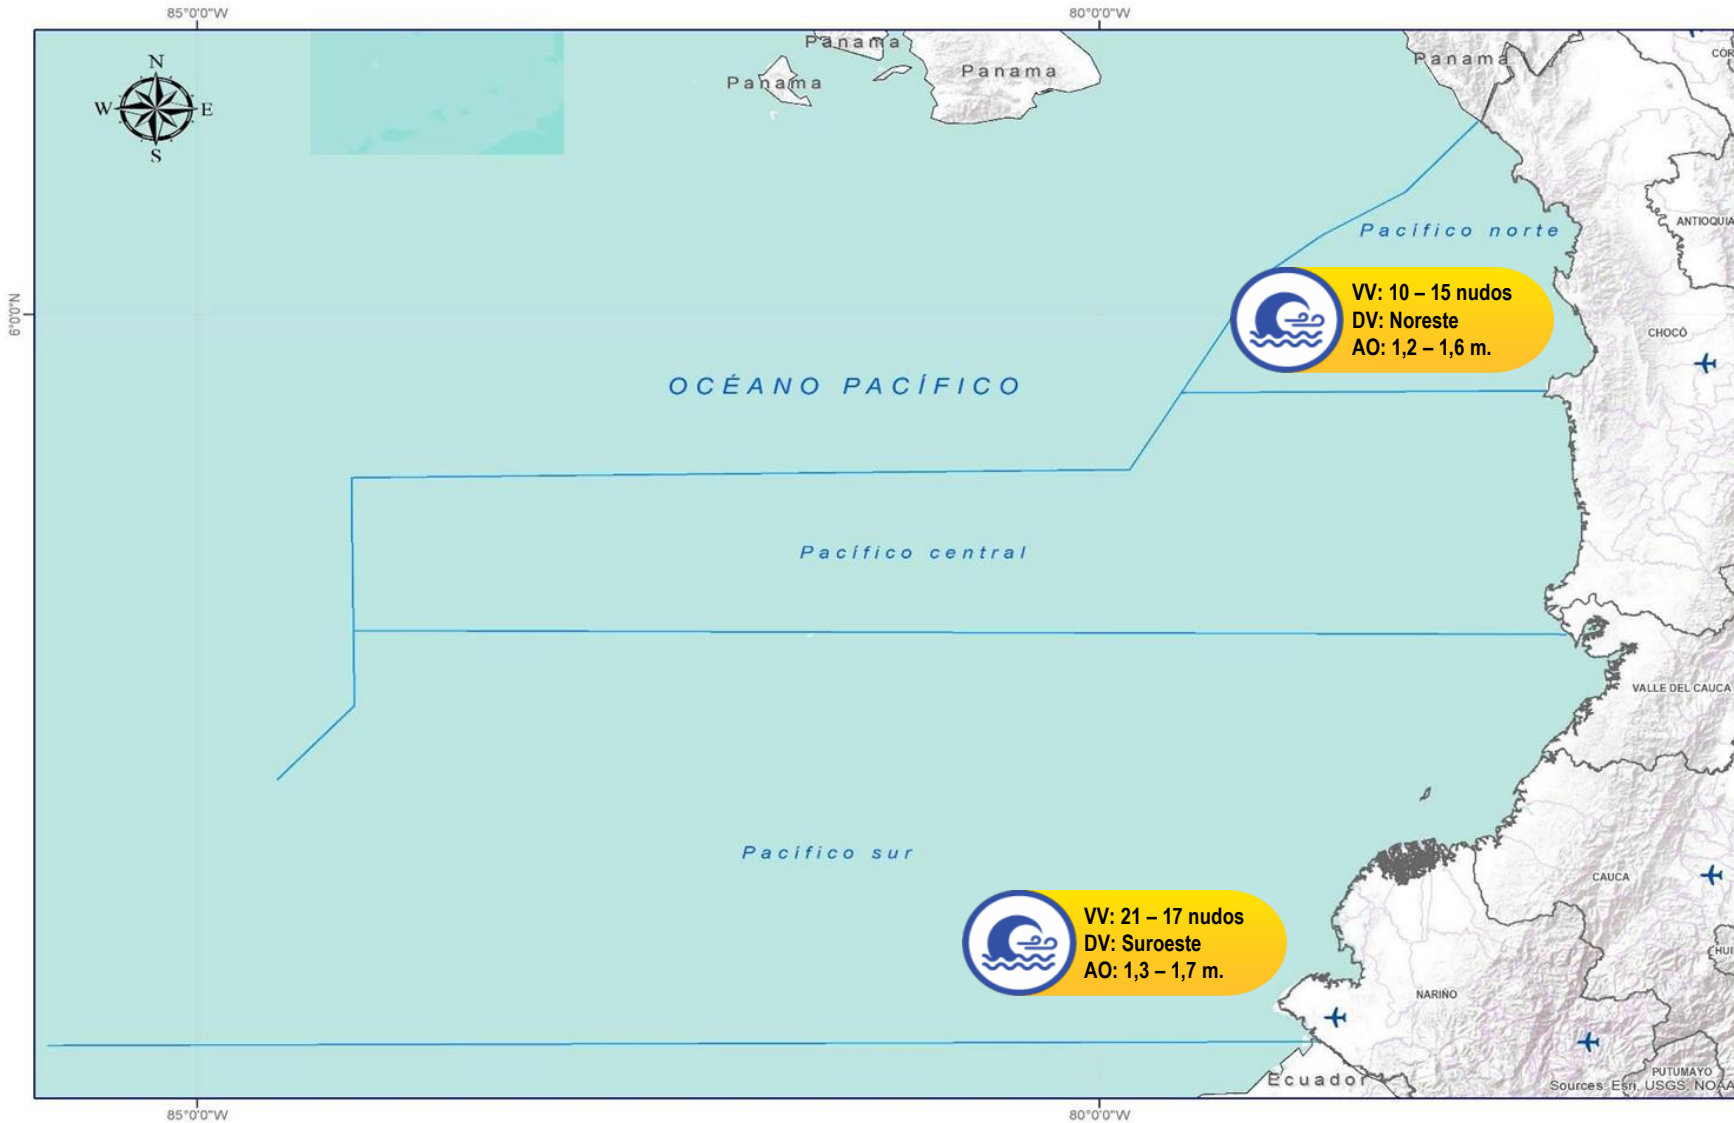 85°0'0"W
80°0'0"W
N
W
E
S
Panama
Panama
Panama
Panama
ANTIOQUIA
Pacífico norte
6°0'0"N
VV: 10 – 15 nudos
DV: Noreste
AO: 1,2 – 1,6 m.
CHOCÓ
OCÉANO PACÍFICO
Pacífico central
VALLE DEL CAUCA
Pacífico sur
CAUCA
VV: 21 – 17 nudos
DV: Suroeste
AO: 1,3 – 1,7 m.
HUI
NARIÑO
PUTUMAYO
Ecuador
Sources: Esri, USGS, NOAA
85°0'0"W
80°0'0"W